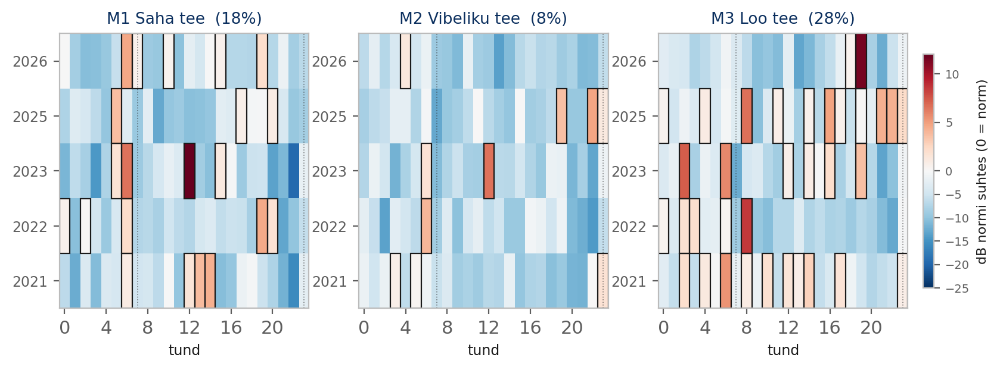 M1 Saha tee (18%)
M2 Vibeliku tee (8%)
M3 Loo tee (28%)
2026
2025
2023
2022
2021
0 4 8 12 16 20
tund
2026
2025
2023
2022
2021
0 4 8 12 16 20
tund
2026
2025
2023
2022
2021
0 4 8 12 16 20
tund
10
5
0
−5
−10
−15
−20
−25
dB normi suhtes (0 = norm)